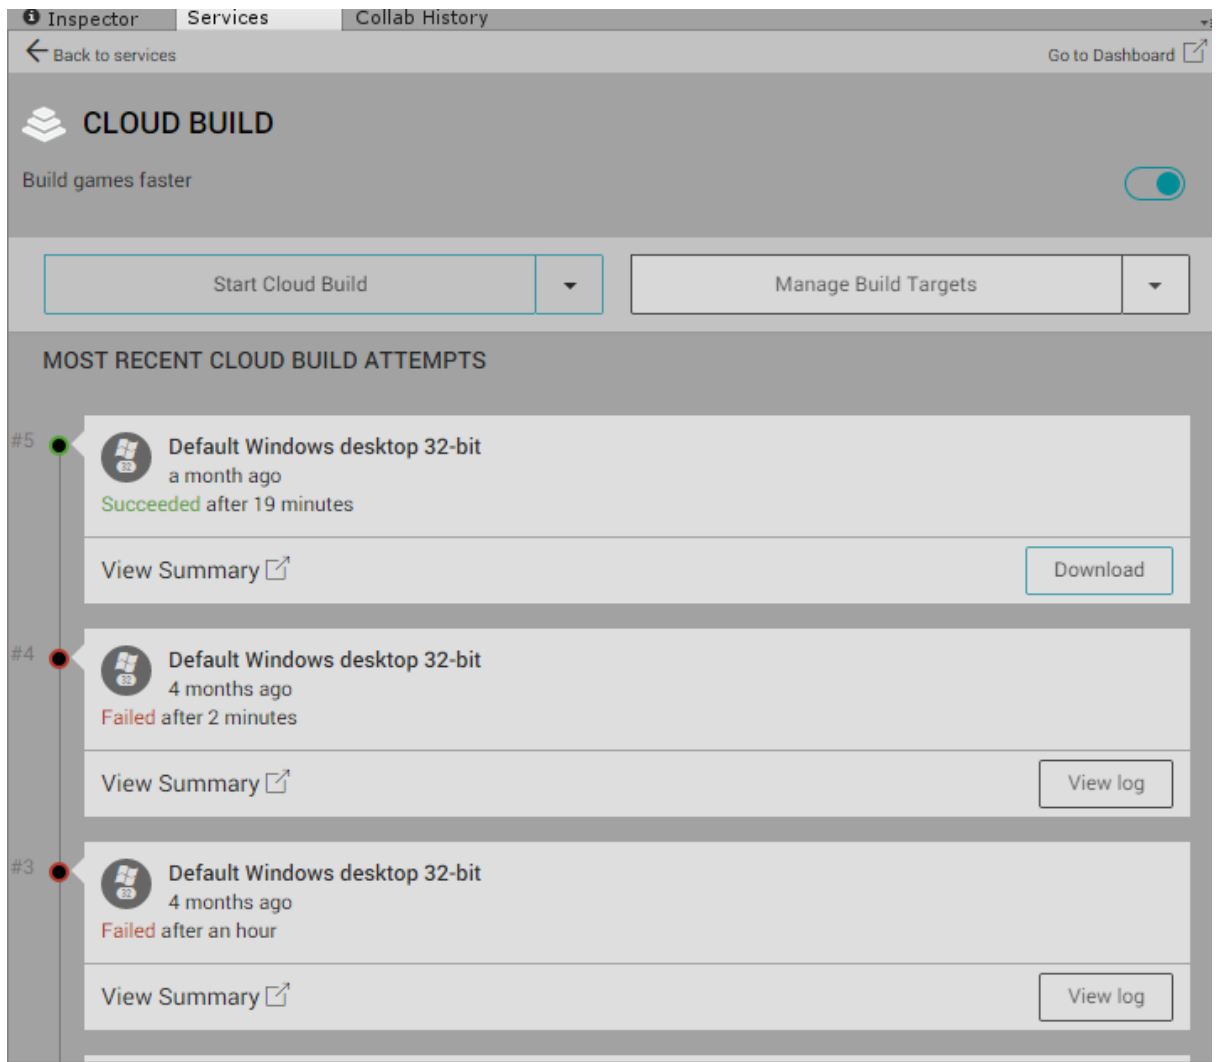 Inspector
Services
Collab History
Back to services
Go to Dashboard
CLOUD BUILD
Build games faster
Start Cloud Build
Manage Build Targets
MOST RECENT CLOUD BUILD ATTEMPTS
#5
32
Default Windows desktop 32-bit
a month ago
Succeeded after 19 minutes
View Summary
Download
#4
32
Default Windows desktop 32-bit
4 months ago
Failed after 2 minutes
View Summary
View log
#3
32
Default Windows desktop 32-bit
4 months ago
Failed after an hour
View Summary
View log